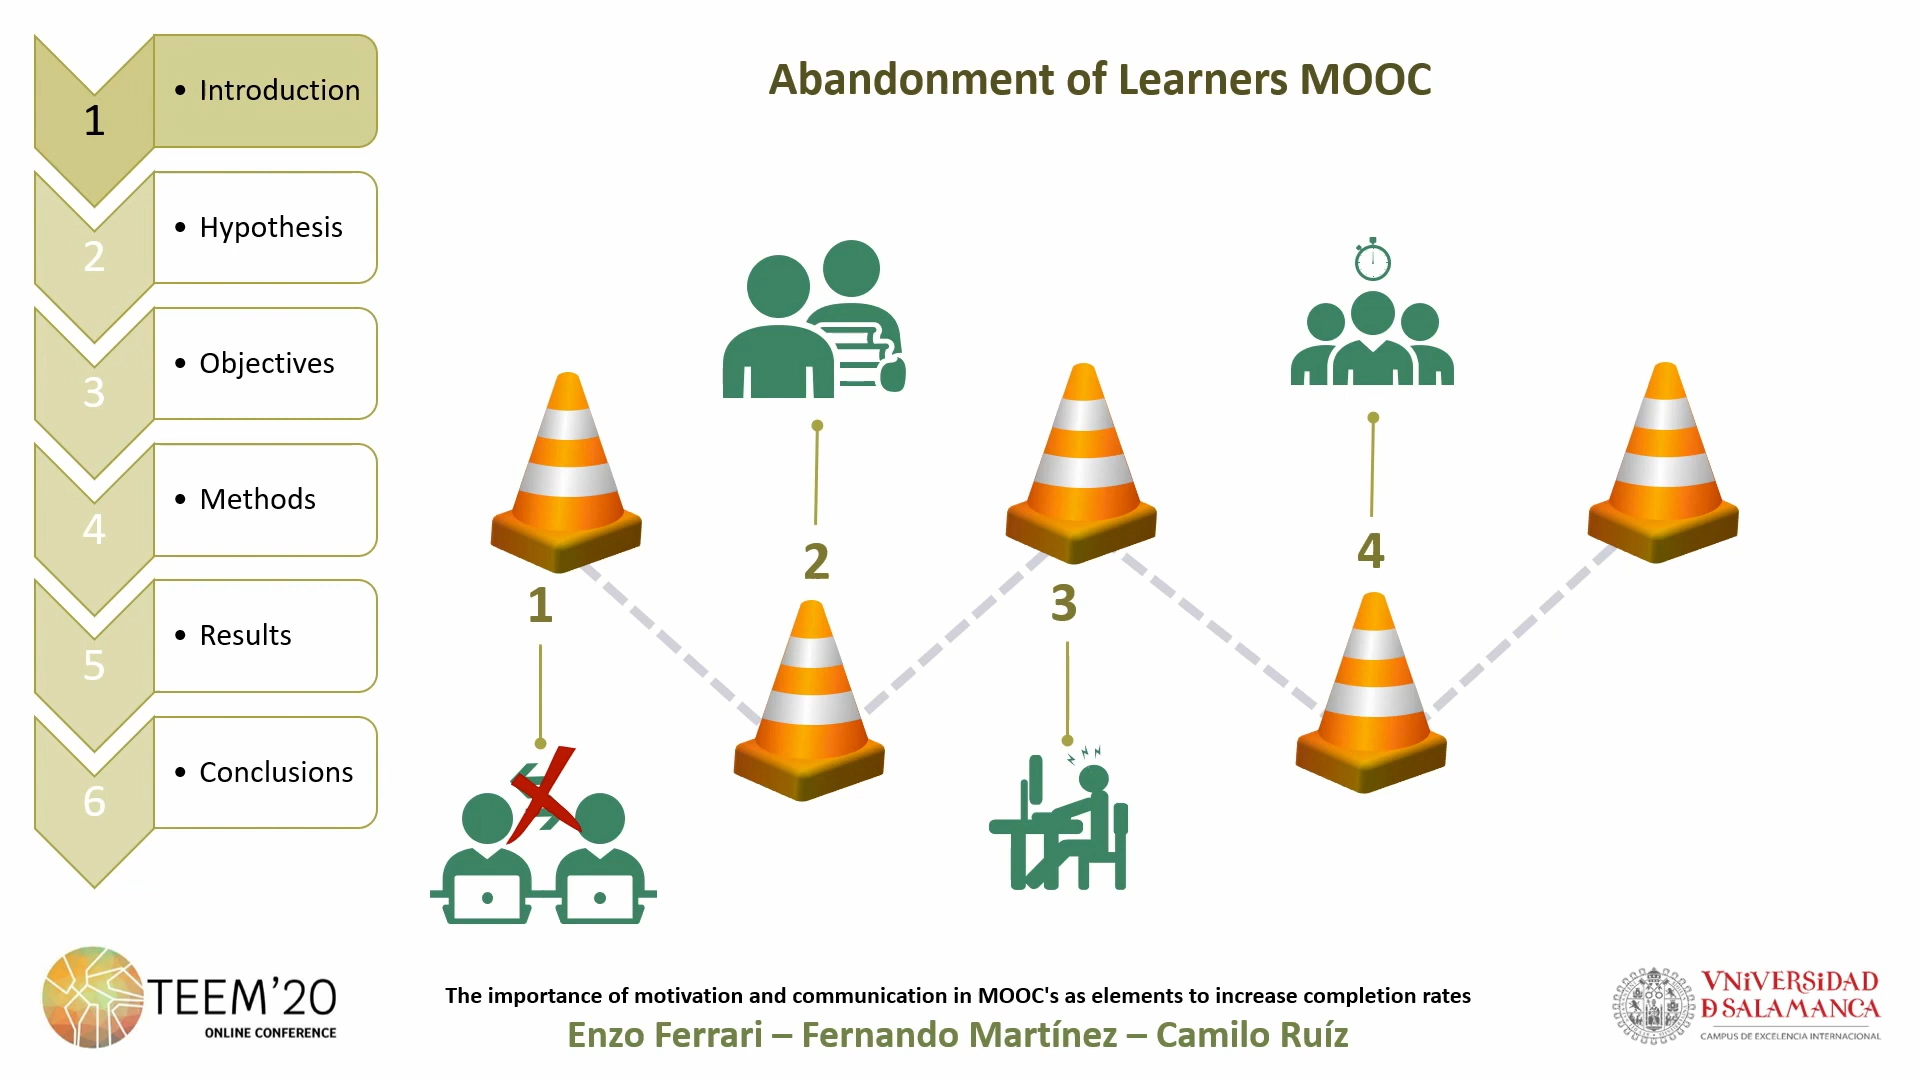 1
• Introduction
2
• Hypothesis
3
• Objectives
4
• Methods
5
• Results
6
• Conclusions
Abandonment of Learners MOOC
1
2
3
4
TEEM'20
ONLINE CONFERENCE
The importance of motivation and communication in MOOC's as elements to increase completion rates
Enzo Ferrari – Fernando Martínez – Camilo Ruíz
VNiVERSiDAD
D SALAMANCA
CAMPUS DE EXCELENCIA INTERNACIONAL